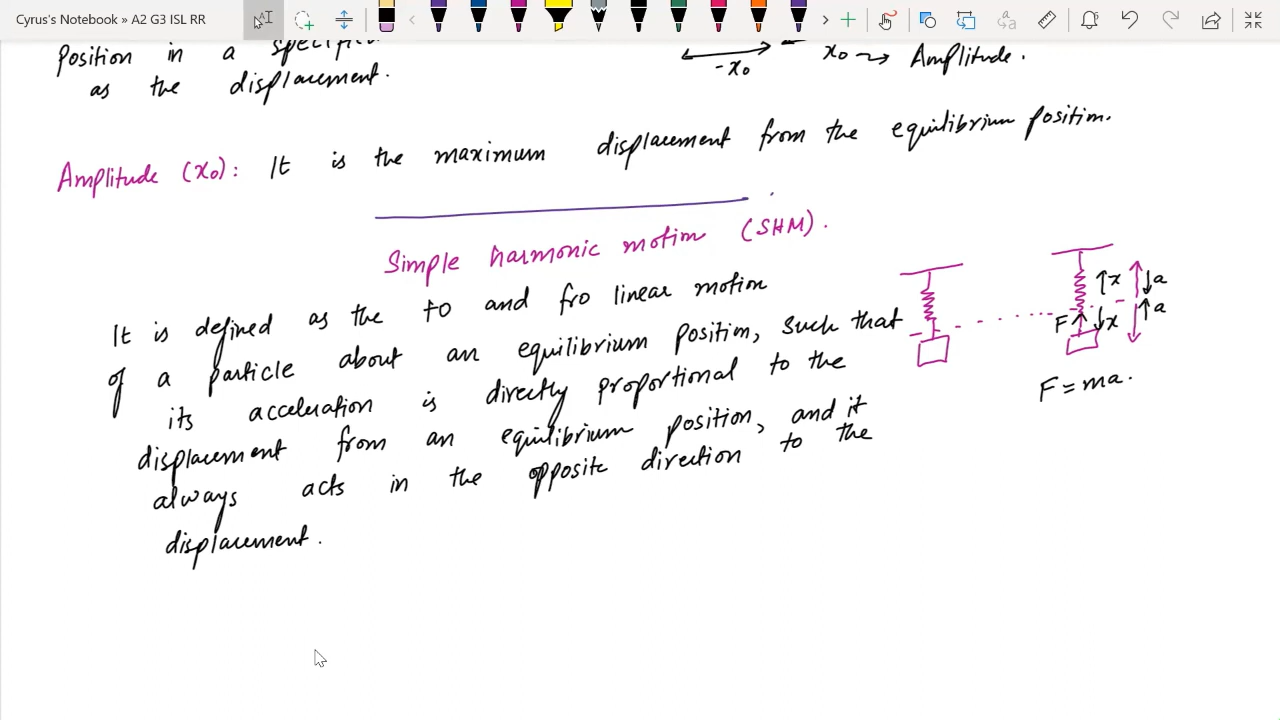 Cyrus's Notebook » A2 G3 ISL RR
Position in a
as the displacement.
-x₀
x₀ → Amplitude.
Amplitude (x₀): It is the maximum displacement from the equilibrium position.
Simple harmonic motion (SHM).
It is defined as the to and fro linear motion
of a particle about an equilibrium position, such that
its acceleration is directly proportional to the
displacement from an equilibrium position, and it
always acts in the opposite direction to the
displacement.
x
a
F
x
a
F = ma.